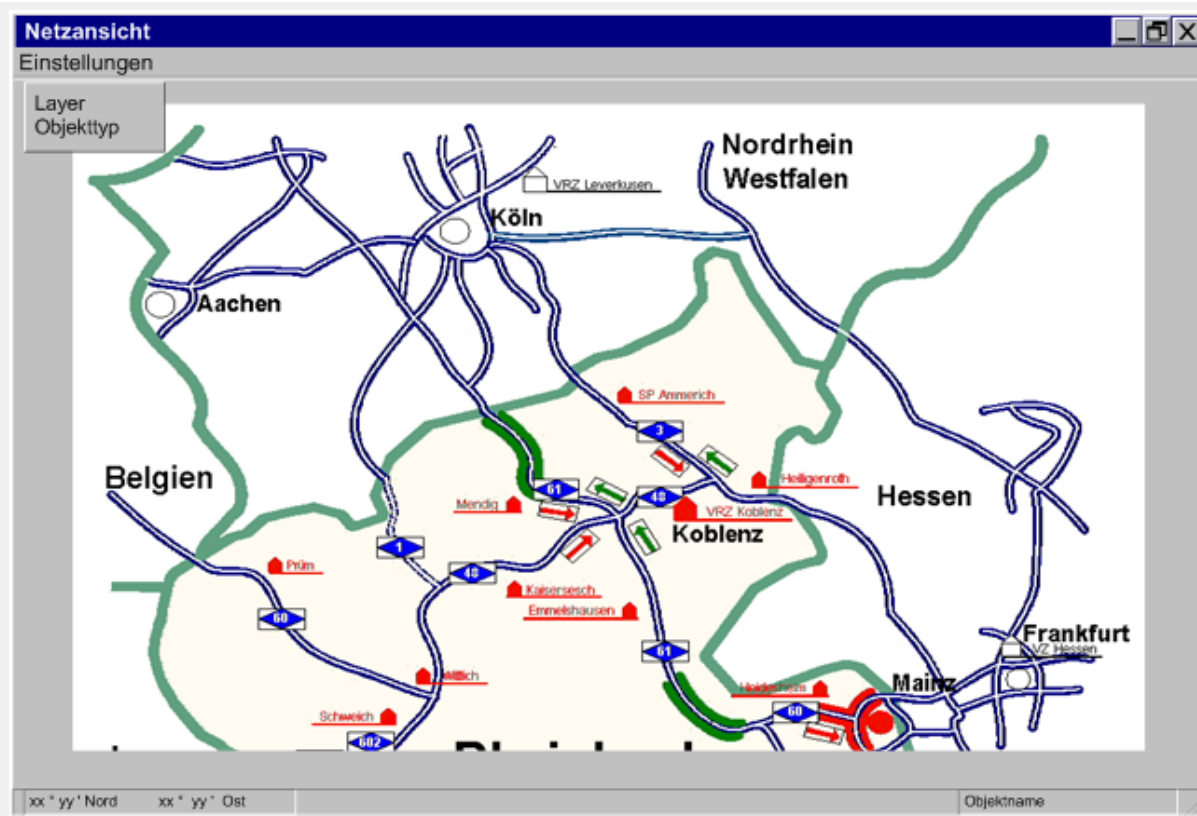 Netzansicht
Einstellungen
Layer
Objekttyp
Nordrhein
Westfalen
VRZ Leverkusen
Köln
Aachen
SP Ammerich
3
Belgien
61
48
Heiligenroth
Hessen
Mendig
VRZ Koblenz
Koblenz
1
Prüm
48
Kaisersesch
Emmelshausen
60
61
Frankfurt
VZ Hessen
Mainz
Schweich
60
602
xx ° yy ' Nord
xx ° yy ' Ost
Objektname